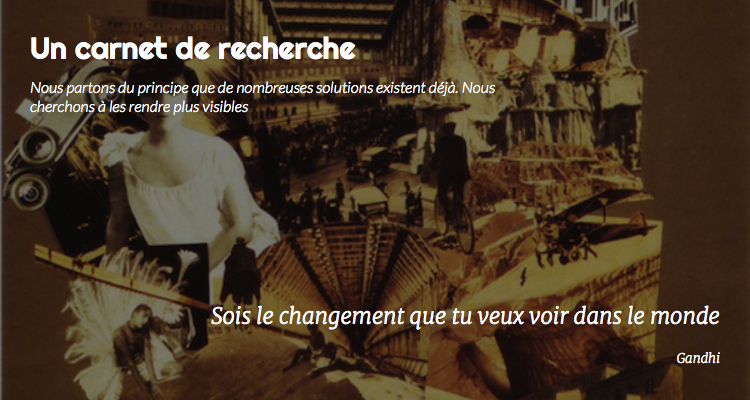 Un carnet de recherche
Nous partons du principe que de nombreuses solutions existent déjà. Nous
cherchons à les rendre plus visibles
Sois le changement que tu veux voir dans le monde
Gandhi